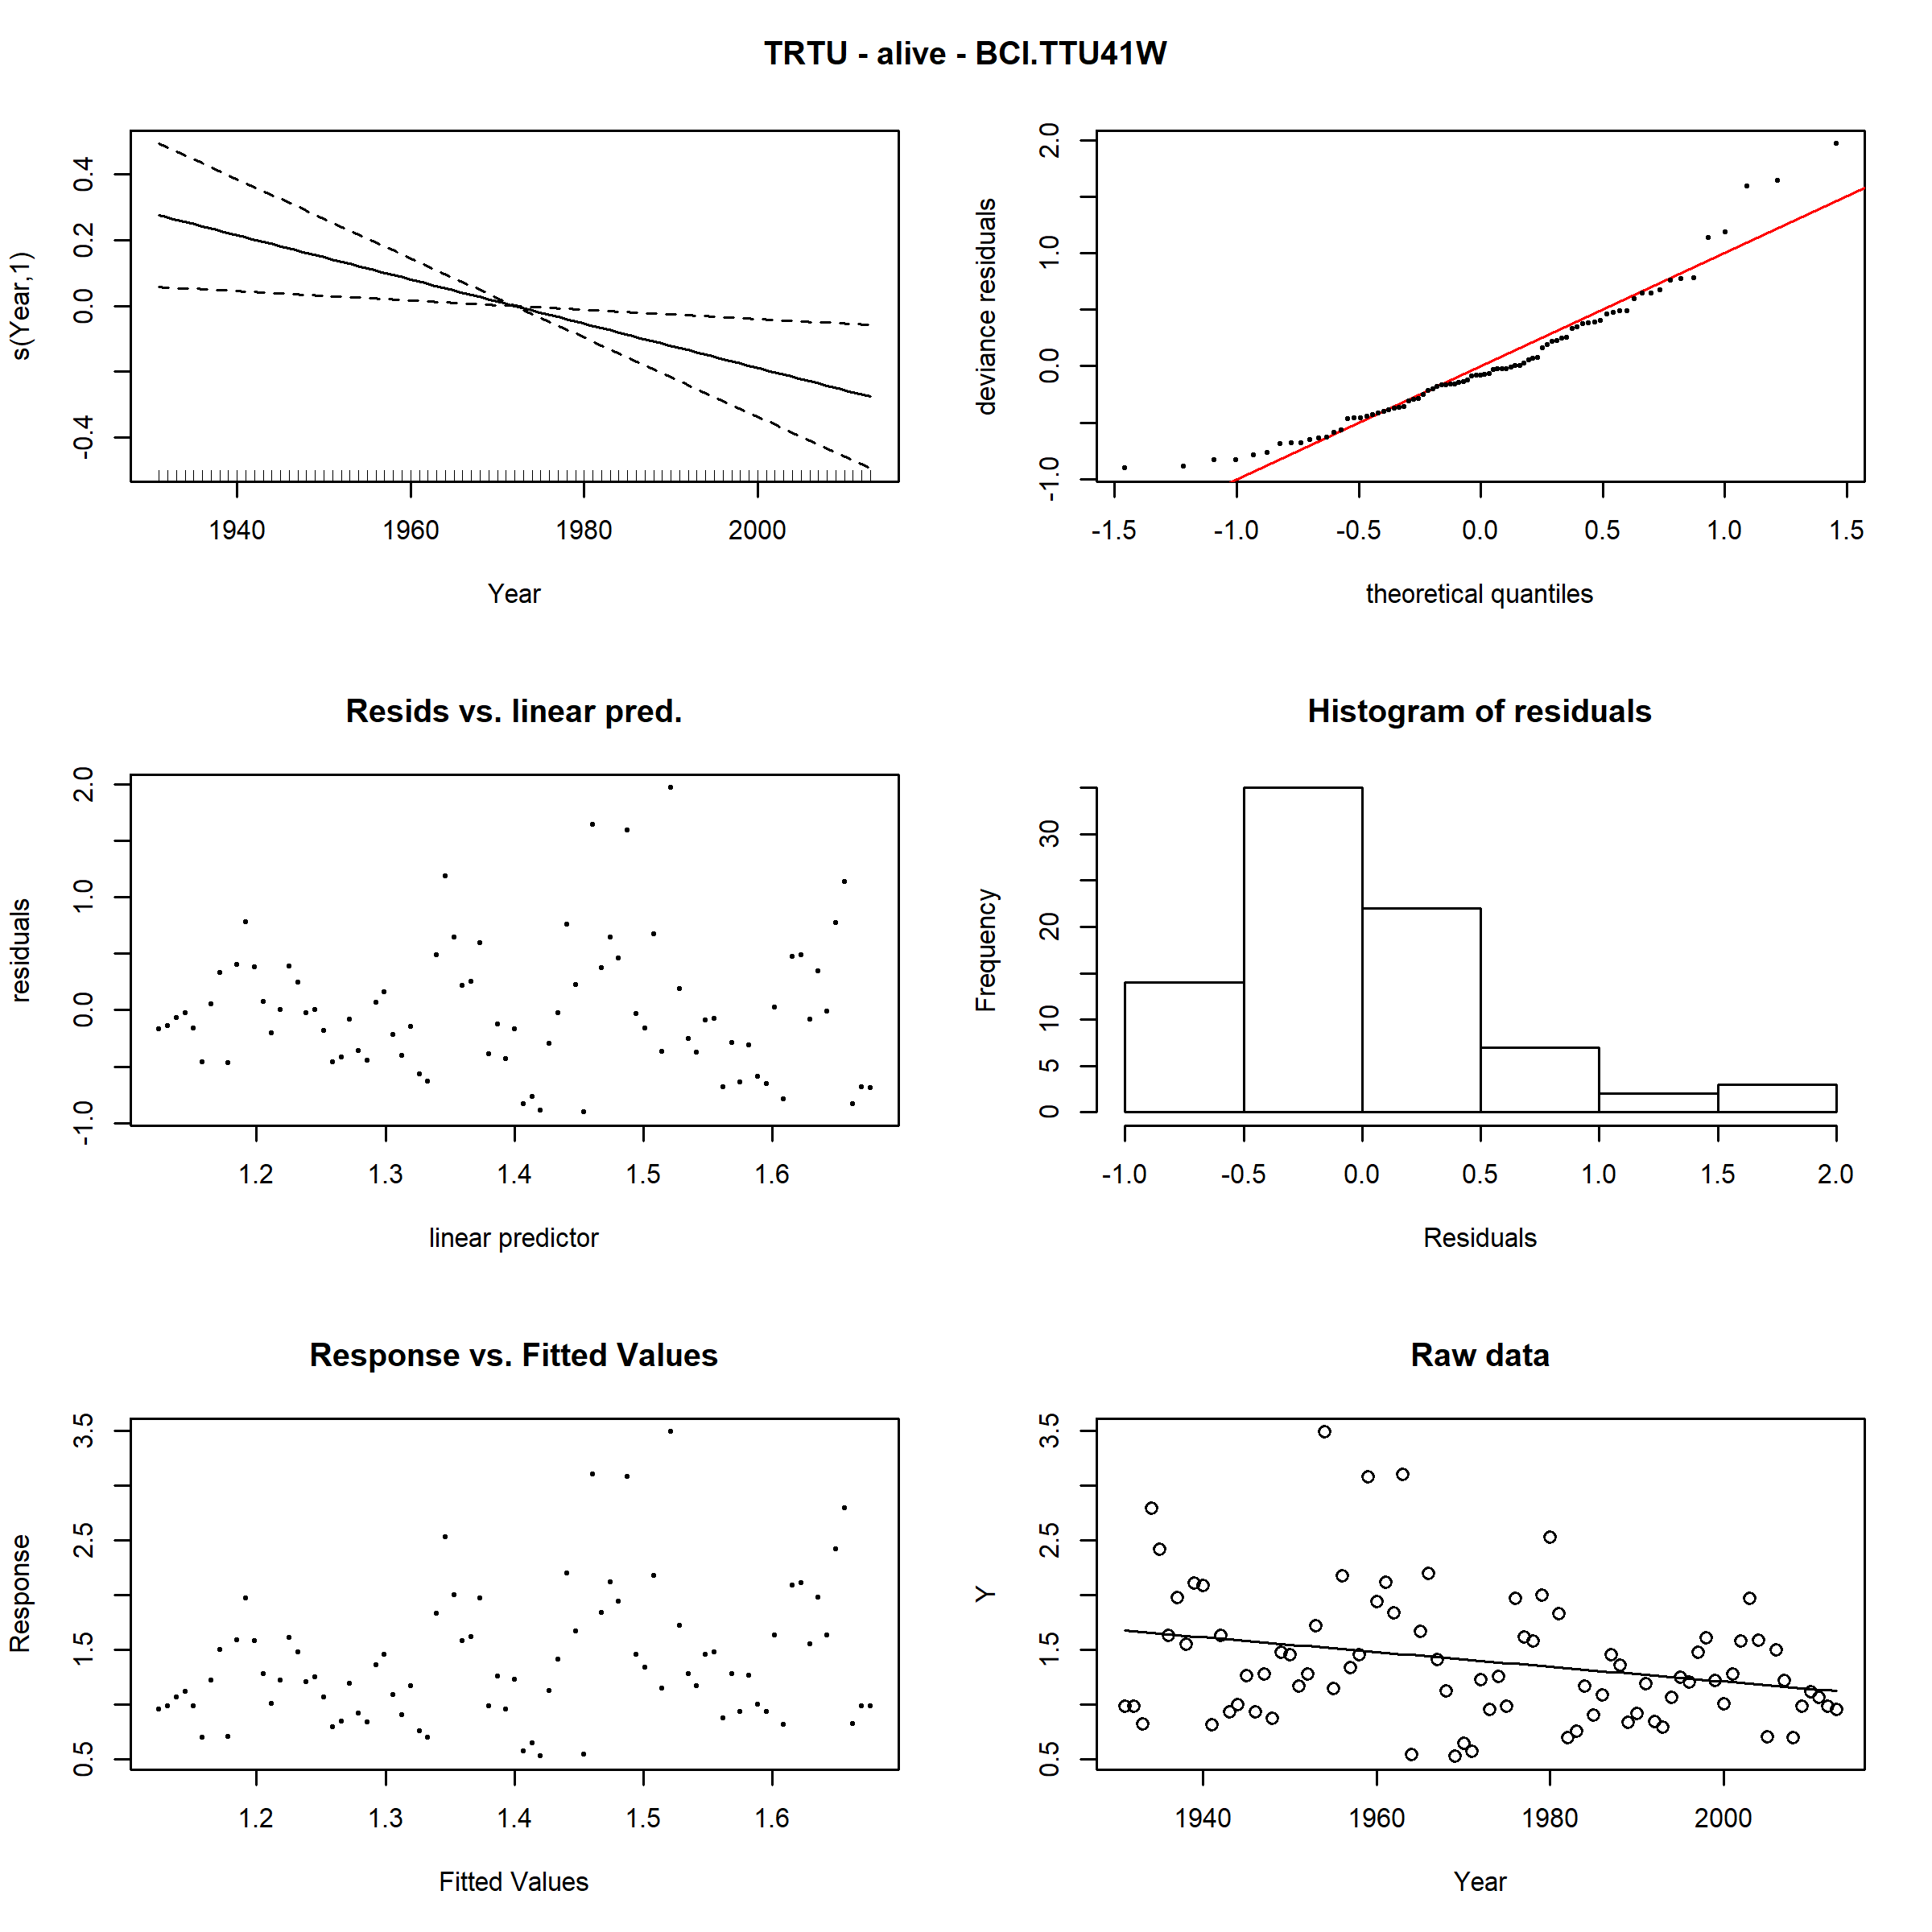 TRTU - alive - BCI.TTU41W
s(Year,1)
0.4
0.2
0.0
-0.4
1940 1960 1980 2000
Year
deviance residuals
2.0
1.0
0.0
-1.0
-1.5 -1.0 -0.5 0.0 0.5 1.0 1.5
theoretical quantiles
Resids vs. linear pred.
residuals
2.0
1.0
0.0
-1.0
1.2 1.3 1.4 1.5 1.6
linear predictor
Histogram of residuals
Frequency
30
20
10
5
0
-1.0 -0.5 0.0 0.5 1.0 1.5 2.0
Residuals
Response vs. Fitted Values
Response
3.5
2.5
1.5
0.5
1.2 1.3 1.4 1.5 1.6
Fitted Values
Raw data
Y
3.5
2.5
1.5
0.5
1940 1960 1980 2000
Year